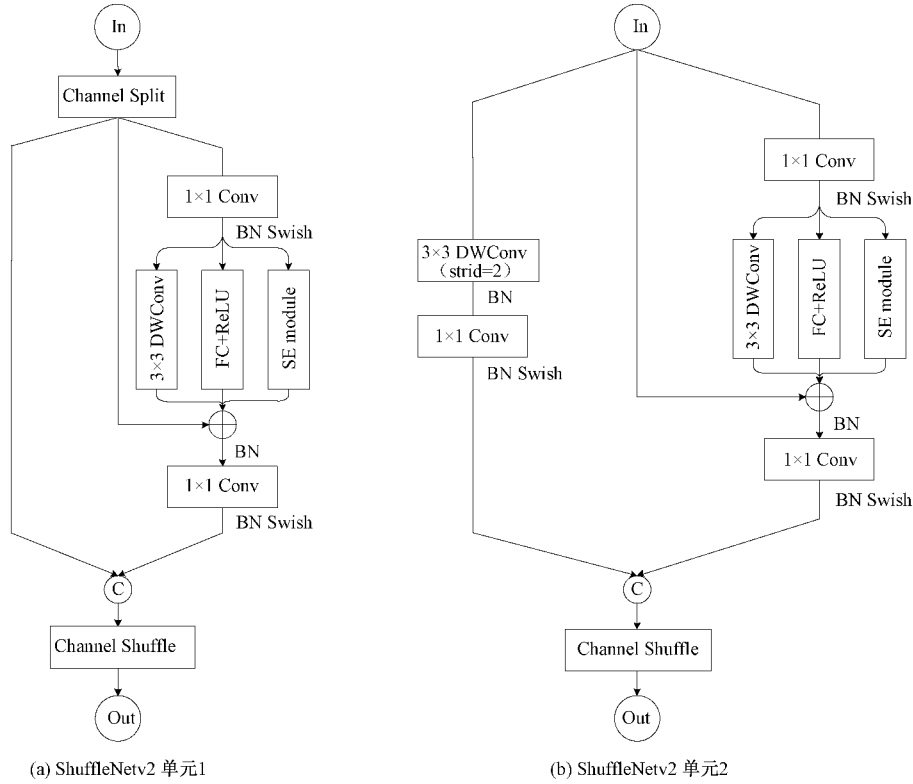 In
Channel Split
1×1 Conv
BN Swish
3×3 DWConv
FC+ReLU
SE module
BN
1×1 Conv
BN Swish
C
Channel Shuffle
Out
(a) ShuffleNetv2 单元1
In
1×1 Conv
BN Swish
3×3 DWConv
(strid=2)
BN
1×1 Conv
BN Swish
3×3 DWConv
FC+ReLU
SE module
BN
1×1 Conv
BN Swish
C
Channel Shuffle
Out
(b) ShuffleNetv2 单元2